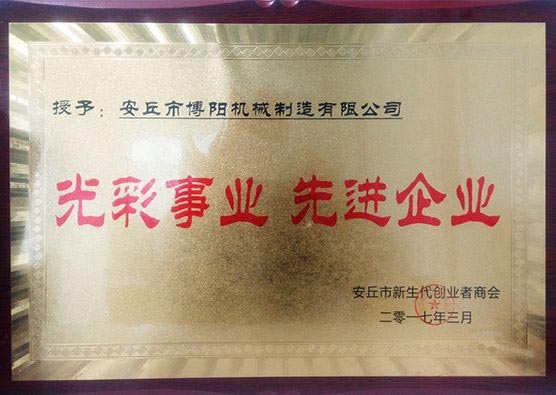 授予：安丘市博阳机械制造有限公司
光彩事业 先进企业
安丘市新生代创业者商会
二零一七年三月